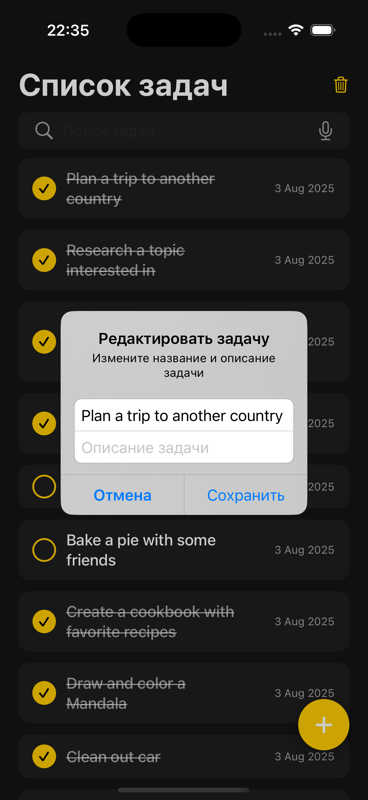 22:35
Список задач
Поиск задач...
Plan a trip to another
country
3 Aug 2025
Research a topic
interested in
3 Aug 2025
2025
Редактировать задачу
Измените название и описание
задачи
Plan a trip to another country
Описание задачи
2025
Отмена
Сохранить
2025
Bake a pie with some
friends
3 Aug 2025
Create a cookbook with
favorite recipes
3 Aug 2025
Draw and color a
Mandala
3 Aug 2025
Clean out car
3 Aug 2025